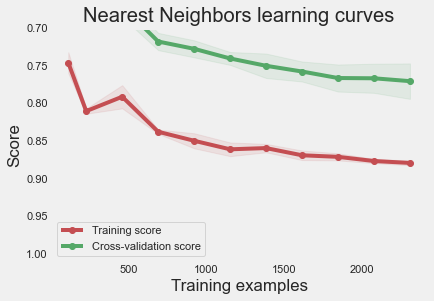 Nearest Neighbors learning curves
0.70
0.75
0.80
0.85
0.90
0.95
1.00
Score
Training score
Cross-validation score
500
1000
1500
2000
Training examples